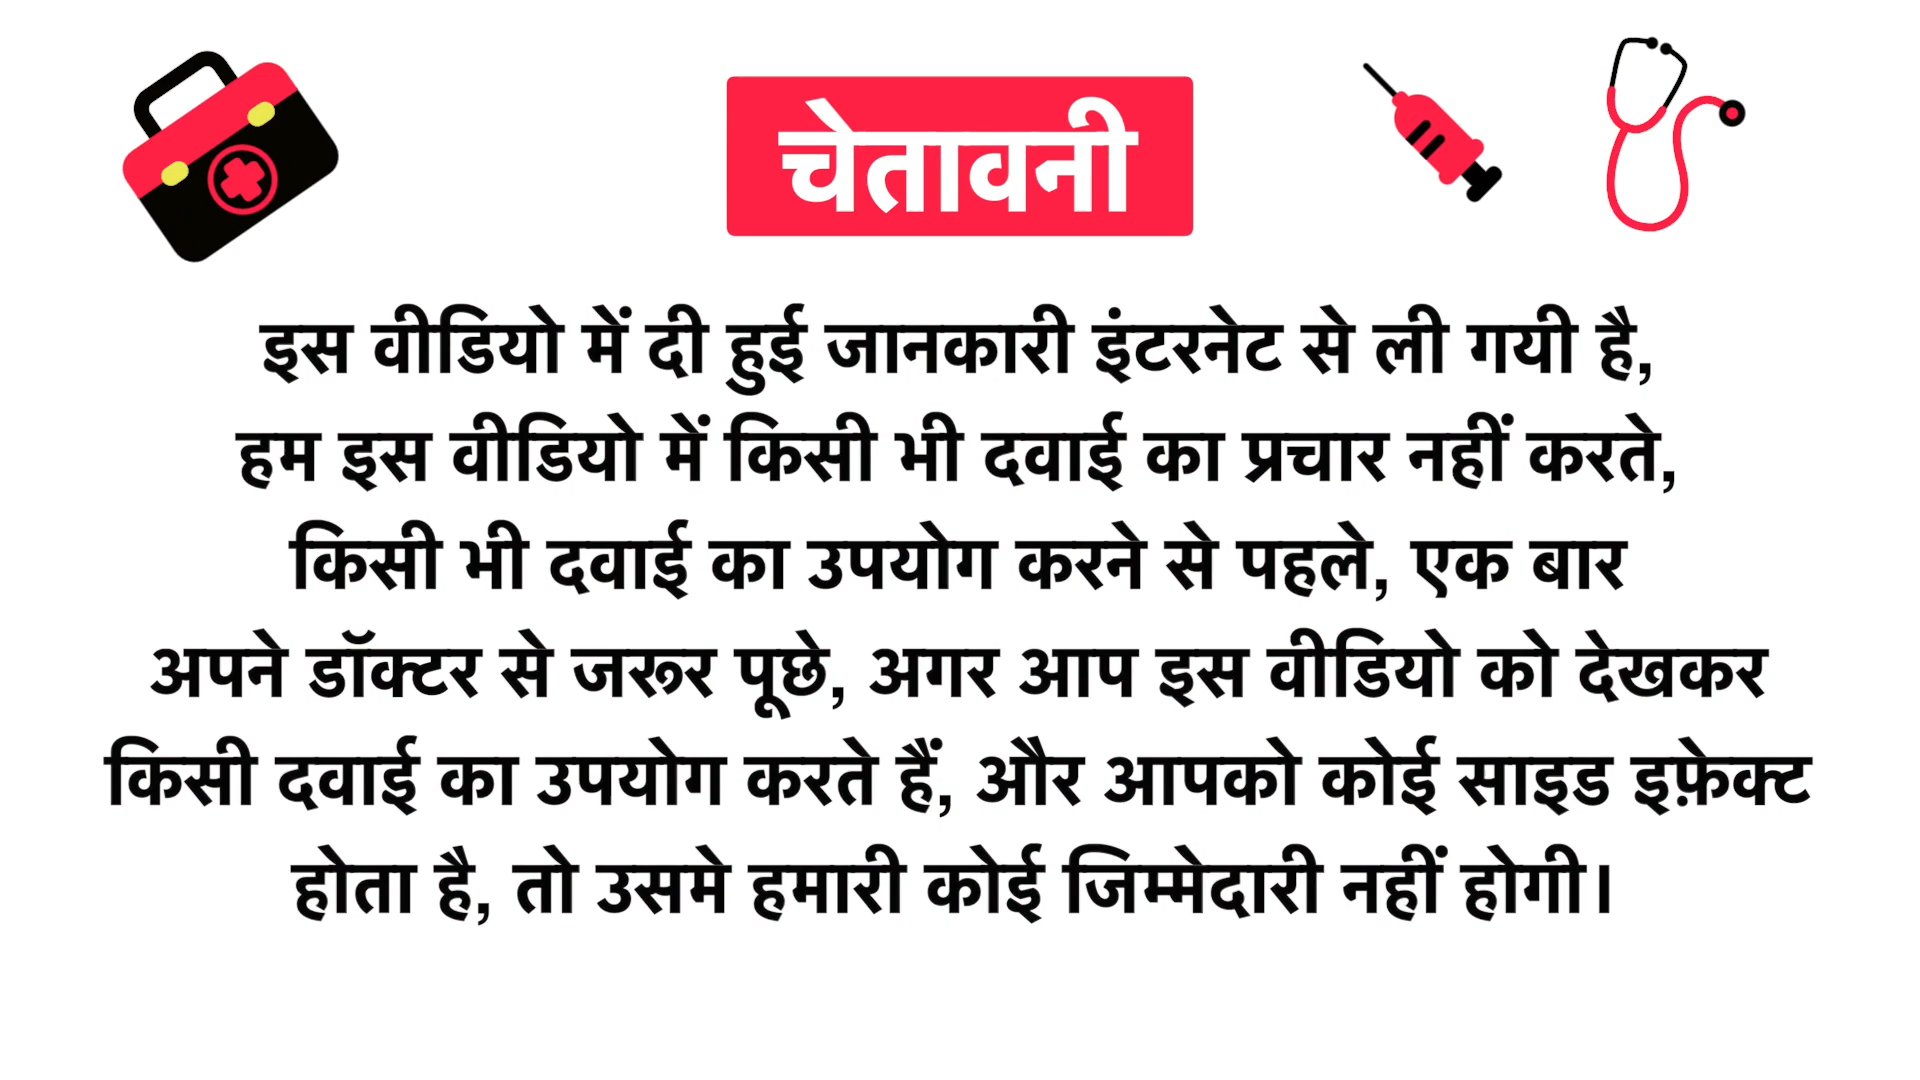 चेतावनी
इस वीडियो में दी हुई जानकारी इंटरनेट से ली गयी है,
हम इस वीडियो में किसी भी दवाई का प्रचार नहीं करते,
किसी भी दवाई का उपयोग करने से पहले, एक बार
अपने डॉक्टर से जरूर पूछे, अगर आप इस वीडियो को देखकर
किसी दवाई का उपयोग करते हैं, और आपको कोई साइड इफ़ेक्ट
होता है, तो उसमे हमारी कोई जिम्मेदारी नहीं होगी।